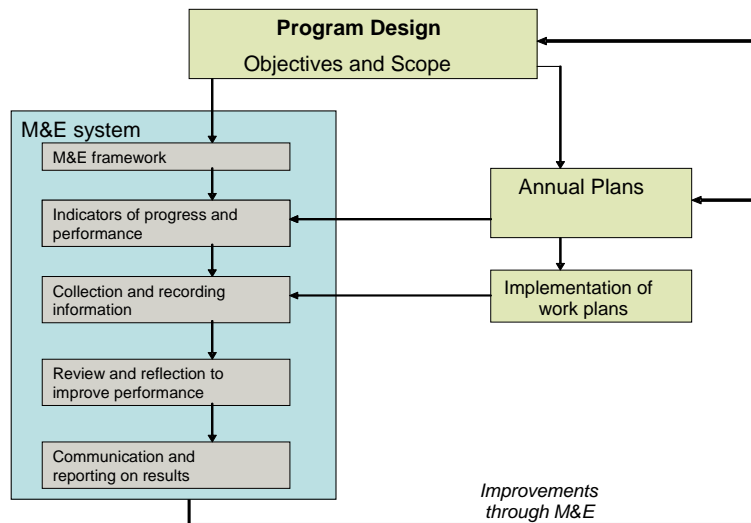 Program Design
Objectives and Scope
M&E system
M&E framework
Indicators of progress and
performance
Collection and recording
information
Review and reflection to
improve performance
Communication and
reporting on results
Annual Plans
Implementation of
work plans
Improvements
through M&E